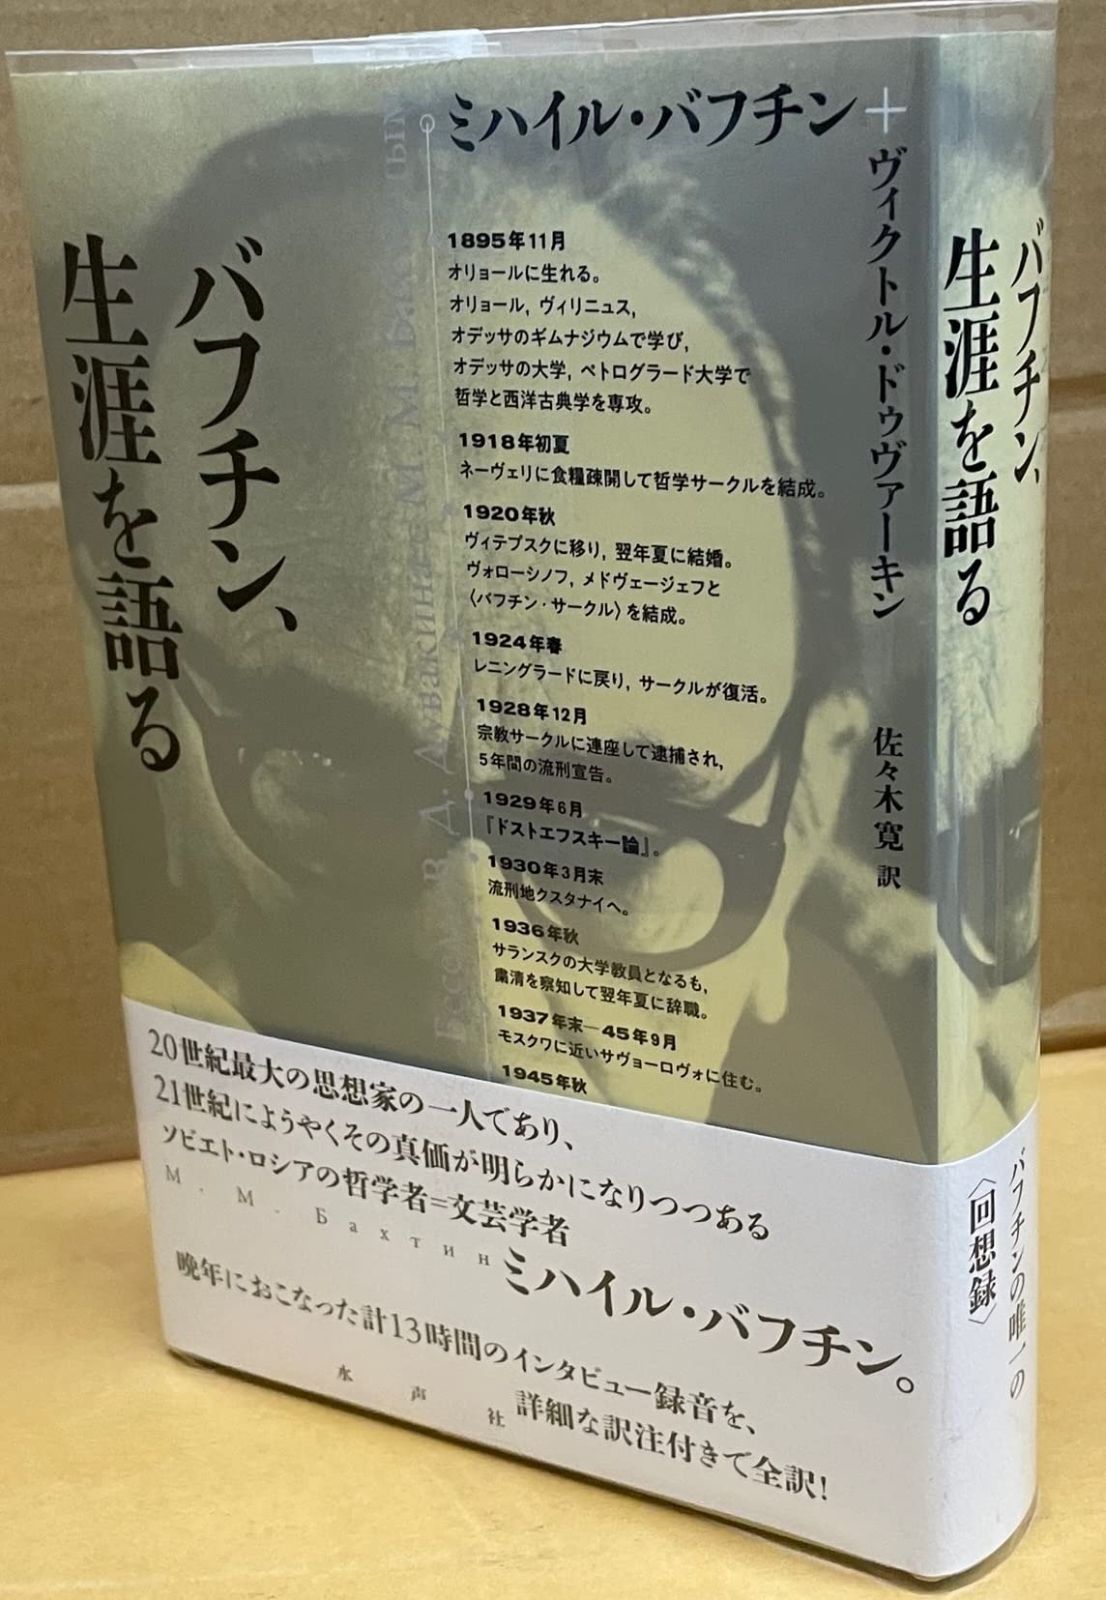 ミハイル・バフチン+ヴィクトル・ドゥヴァーキン
佐々木寛 訳
バフチン、
生涯を語る
1895年11月
オリョールに生れる。
オリョール, ヴィリニュス,
オデッサのギムナジウムで学び,
オデッサの大学, ペトログラード大学で
哲学と西洋古典学を専攻。
1918年初夏
ネーヴェリに食糧疎開して哲学サークルを結成。
1920年秋
ヴィテプスクに移り, 翌年夏に結婚。
ヴォローシノフ, メドヴェージェフと
〈バフチン・サークル〉を結成。
1924年春
レニングラードに戻り, サークルが復活。
1928年12月
宗教サークルに連座して逮捕され,
5年間の流刑宣告。
1929年6月
『ドストエフスキー論』。
1930年3月末
流刑地クスタナイへ。
1936年秋
サランスクの大学教員となるも,
粛清を察知して翌年夏に辞職。
1937年末—45年9月
モスクワに近いサヴョーロヴォに住む。
1945年秋
20世紀最大の思想家の一人であり、
21世紀にようやくその真価が明らかになりつつある
ソビエト・ロシアの哲学者=文芸学者
М. М. Бахтин
ミハイル・バフチン。
晩年におこなった計13時間のインタビュー録音を、
詳細な訳注付きで全訳!
水声社
バフチン、
生涯を語る
バフチンの唯一の
〈回想録〉